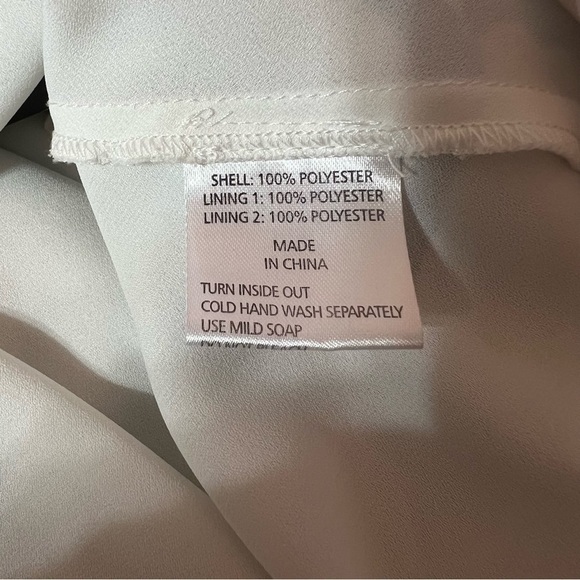 SHELL: 100% POLYESTER
LINING 1: 100% POLYESTER
LINING 2: 100% POLYESTER
MADE
IN CHINA
TURN INSIDE OUT
COLD HAND WASH SEPARATELY
USE MILD SOAP